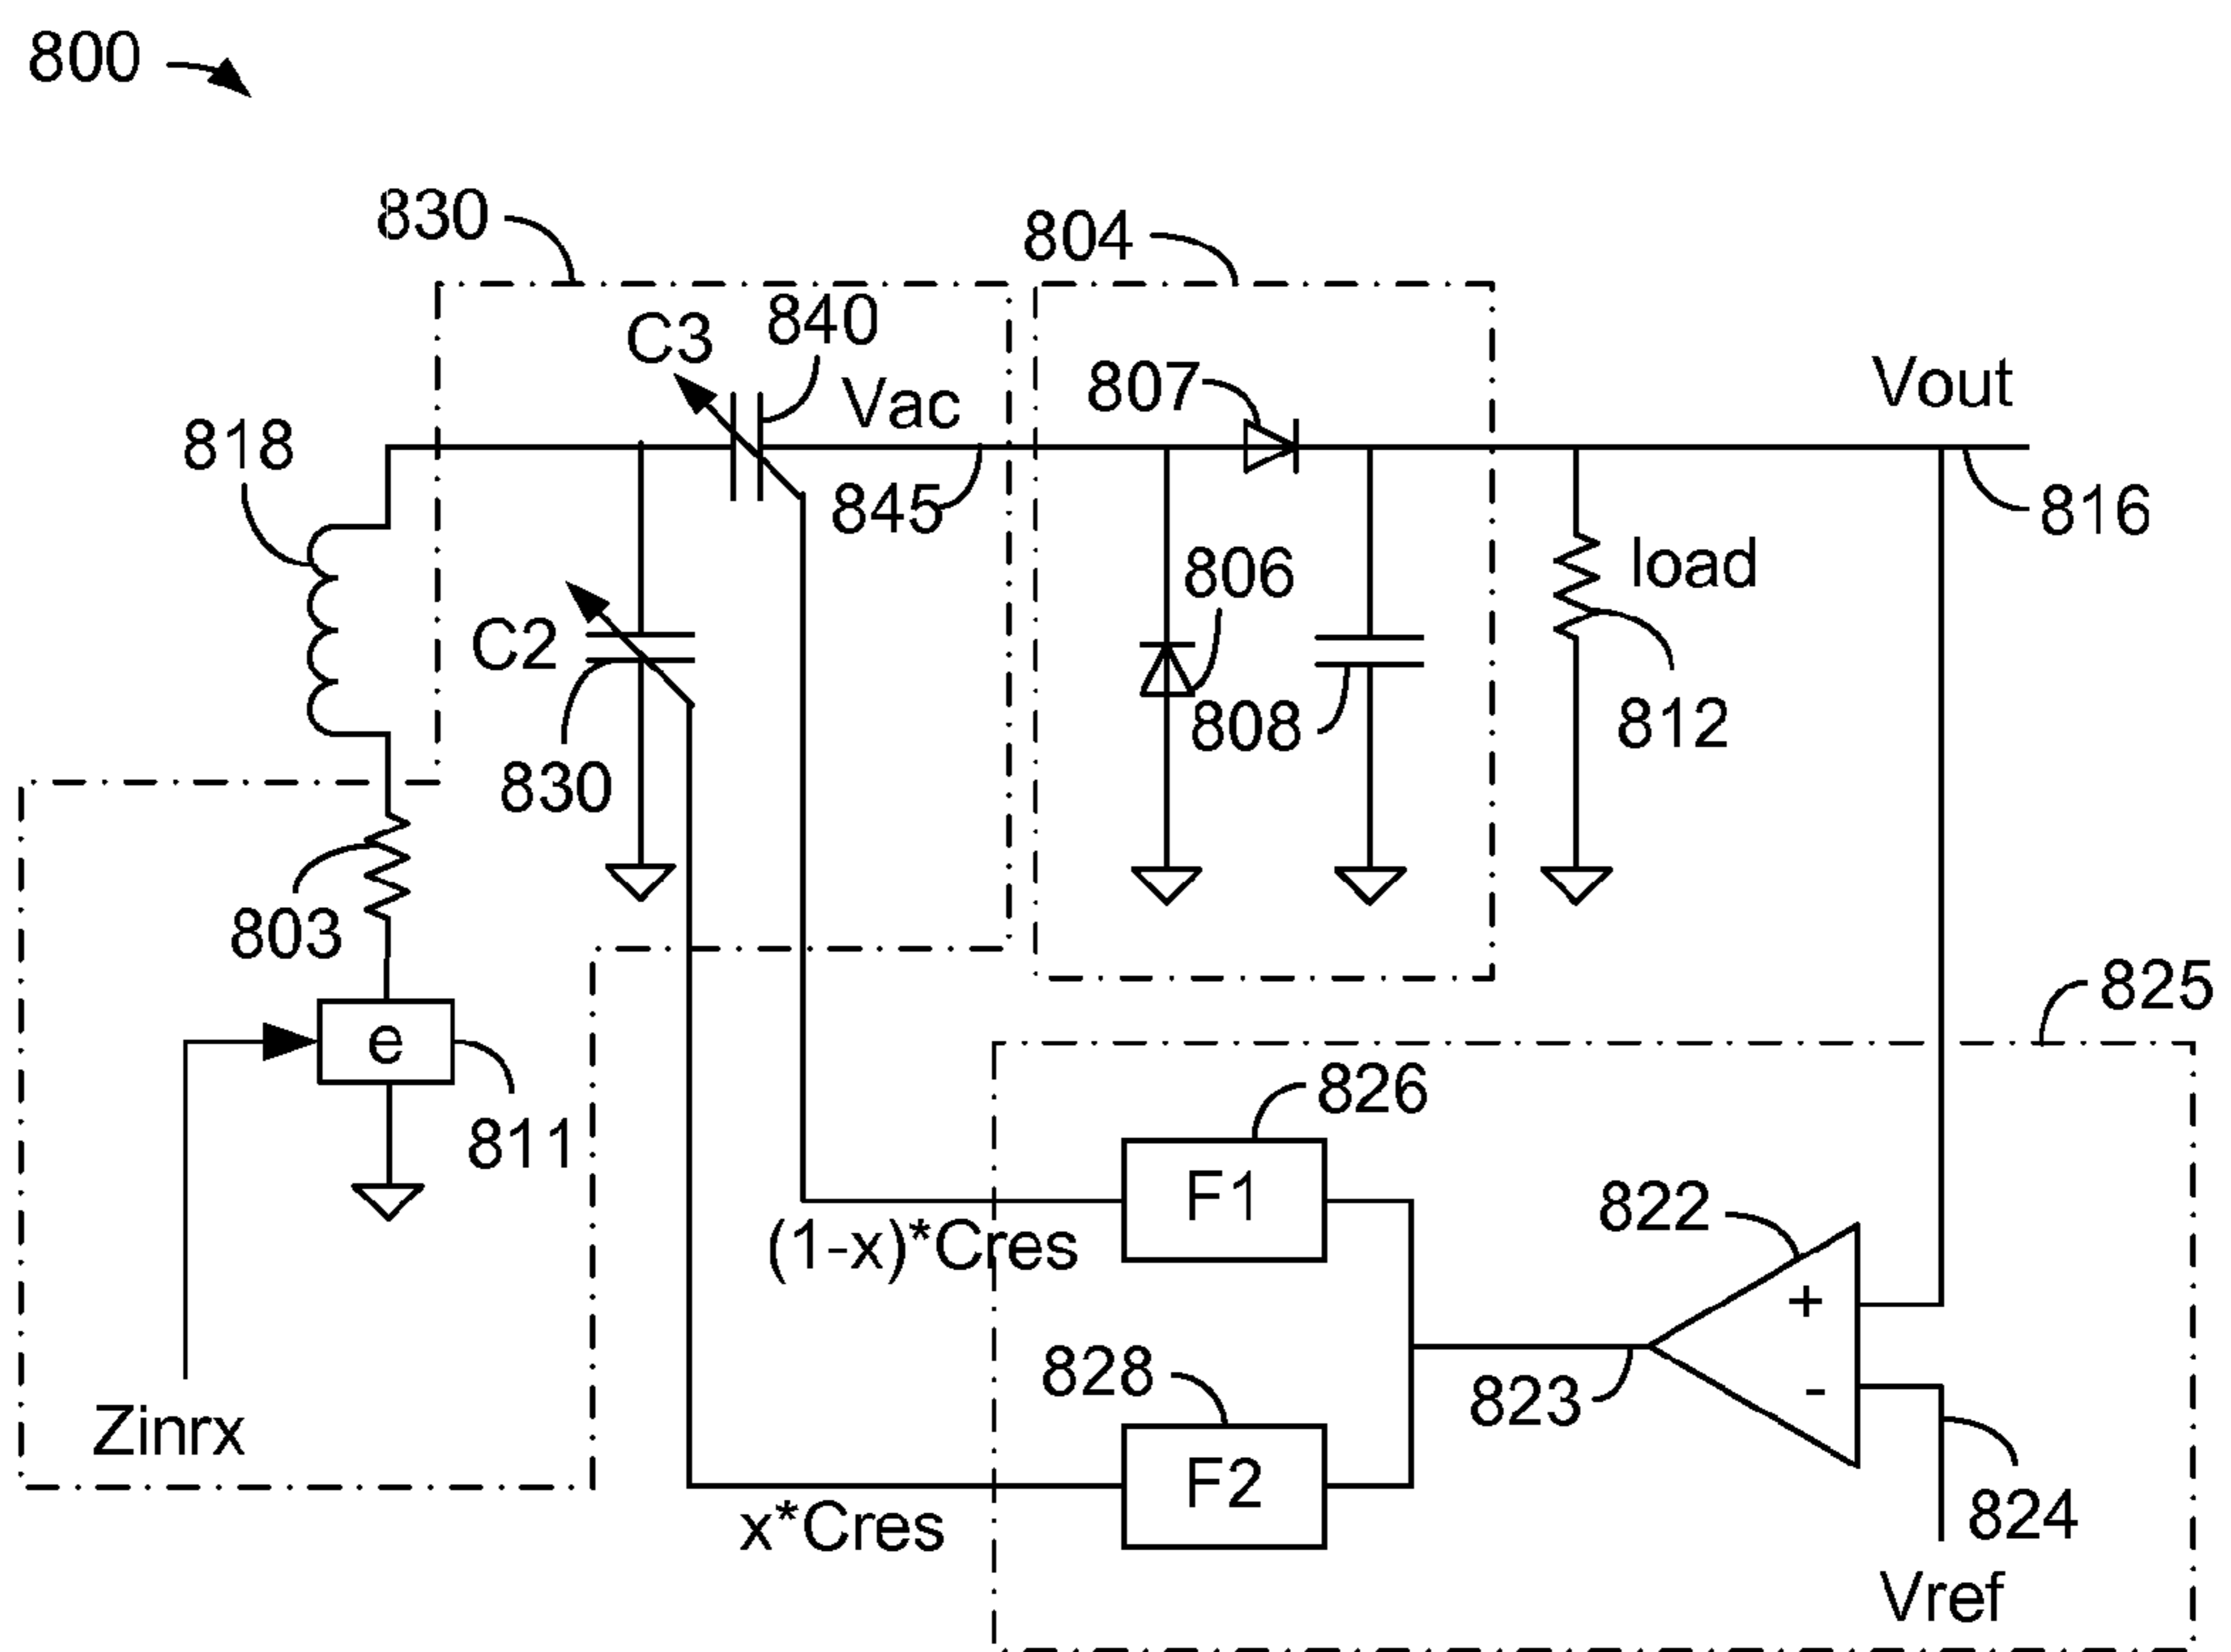 800
830
804
C3
840
Vac
807
Vout
818
845
816
806
load
C2
808
812
830
803
825
e
826
811
F1
822
(1-x)*Cres
+
828
-
823
Zinrx
F2
824
x*Cres
Vref